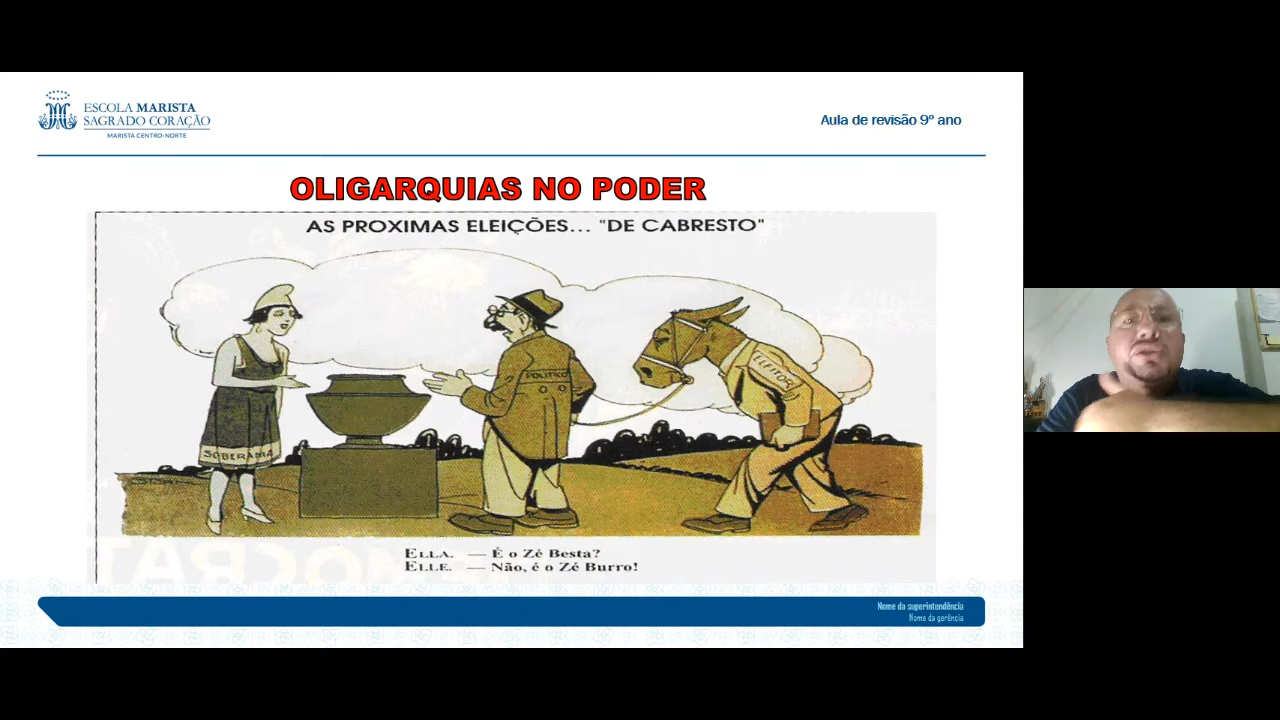 ESCOLA MARISTA
SAGRADO CORAÇÃO
MARISTA CENTRO-NORTE
Aula de revisão 9º ano
OLIGARQUIAS NO PODER
AS PROXIMAS ELEIÇÕES... "DE CABRESTO"
POLITICO
ELEITOR
SOBERANIA
ELLA. — É o Zé Besta?
ELLE. — Não, é o Zé Burro!
Nome da superintendência
Nome da gerência